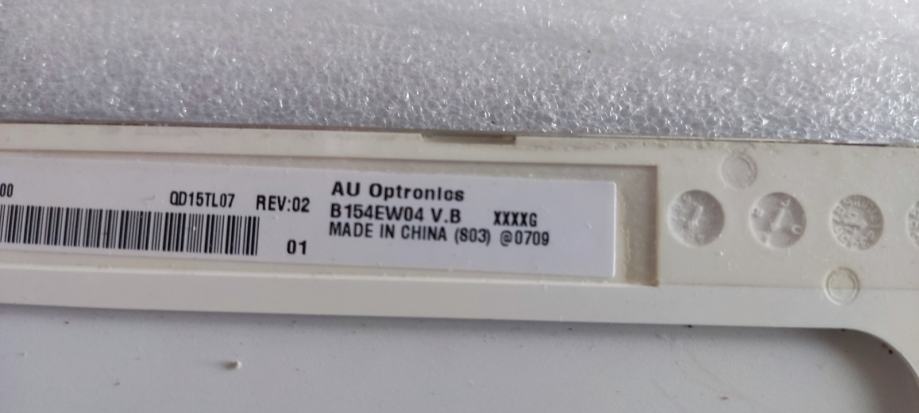 00 QD15TL07 REV:02
01
AU Optronics
B154EW04 V.B XXXXG
MADE IN CHINA (S03) @0709